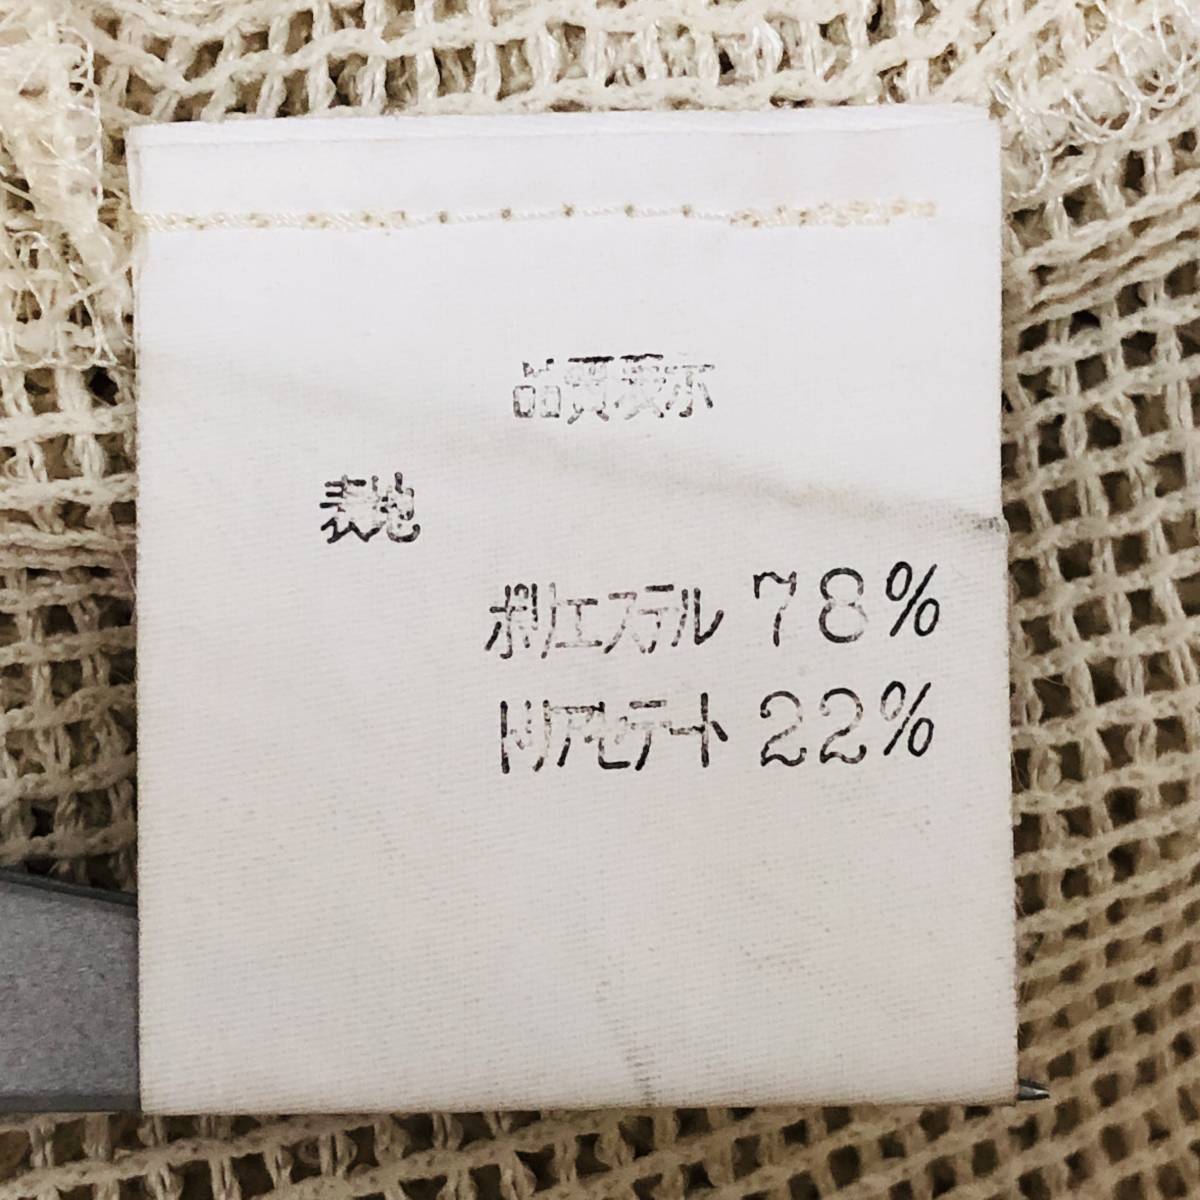 品質表示
表地
ポリエステル 78%
トリアセテート 22%